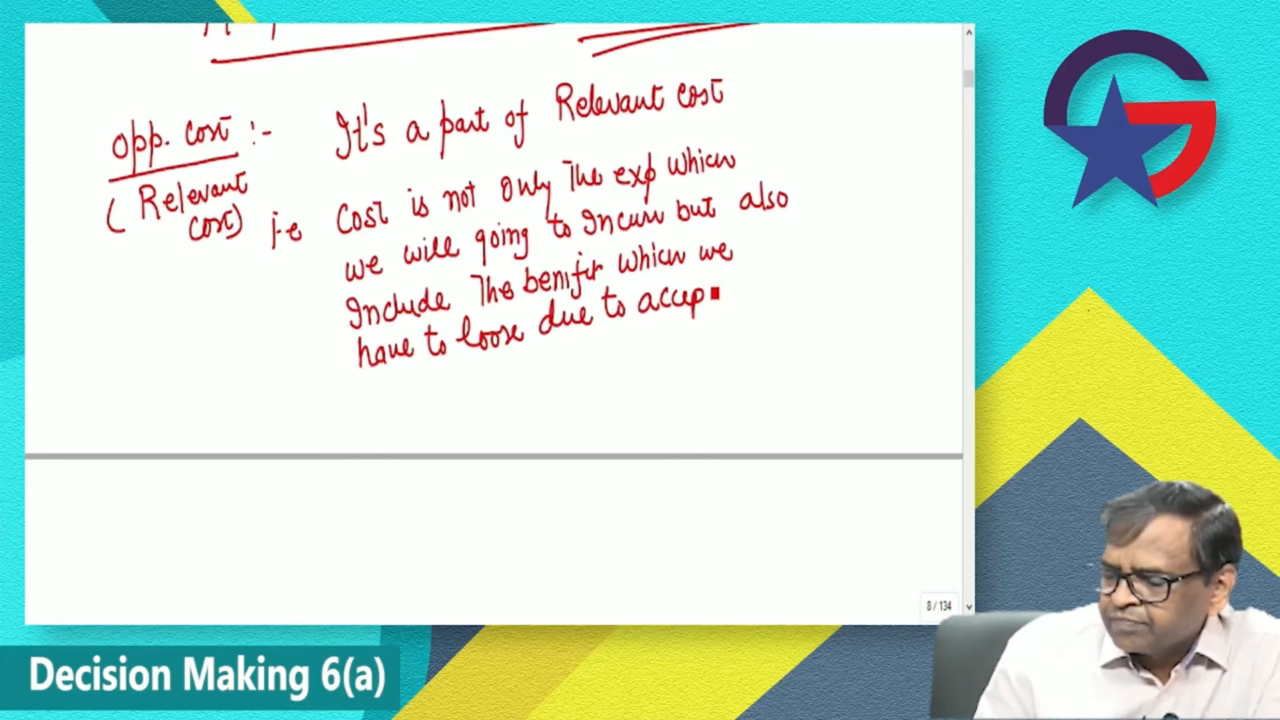 Opp. Cost :- It's a part of Relevant Cost
(Relevant Cost)
i.e Cost is not Only The exp Which
we will going to Incurr but also
Include The benifit which we
have to loose due to accep
8 / 134
Decision Making 6(a)